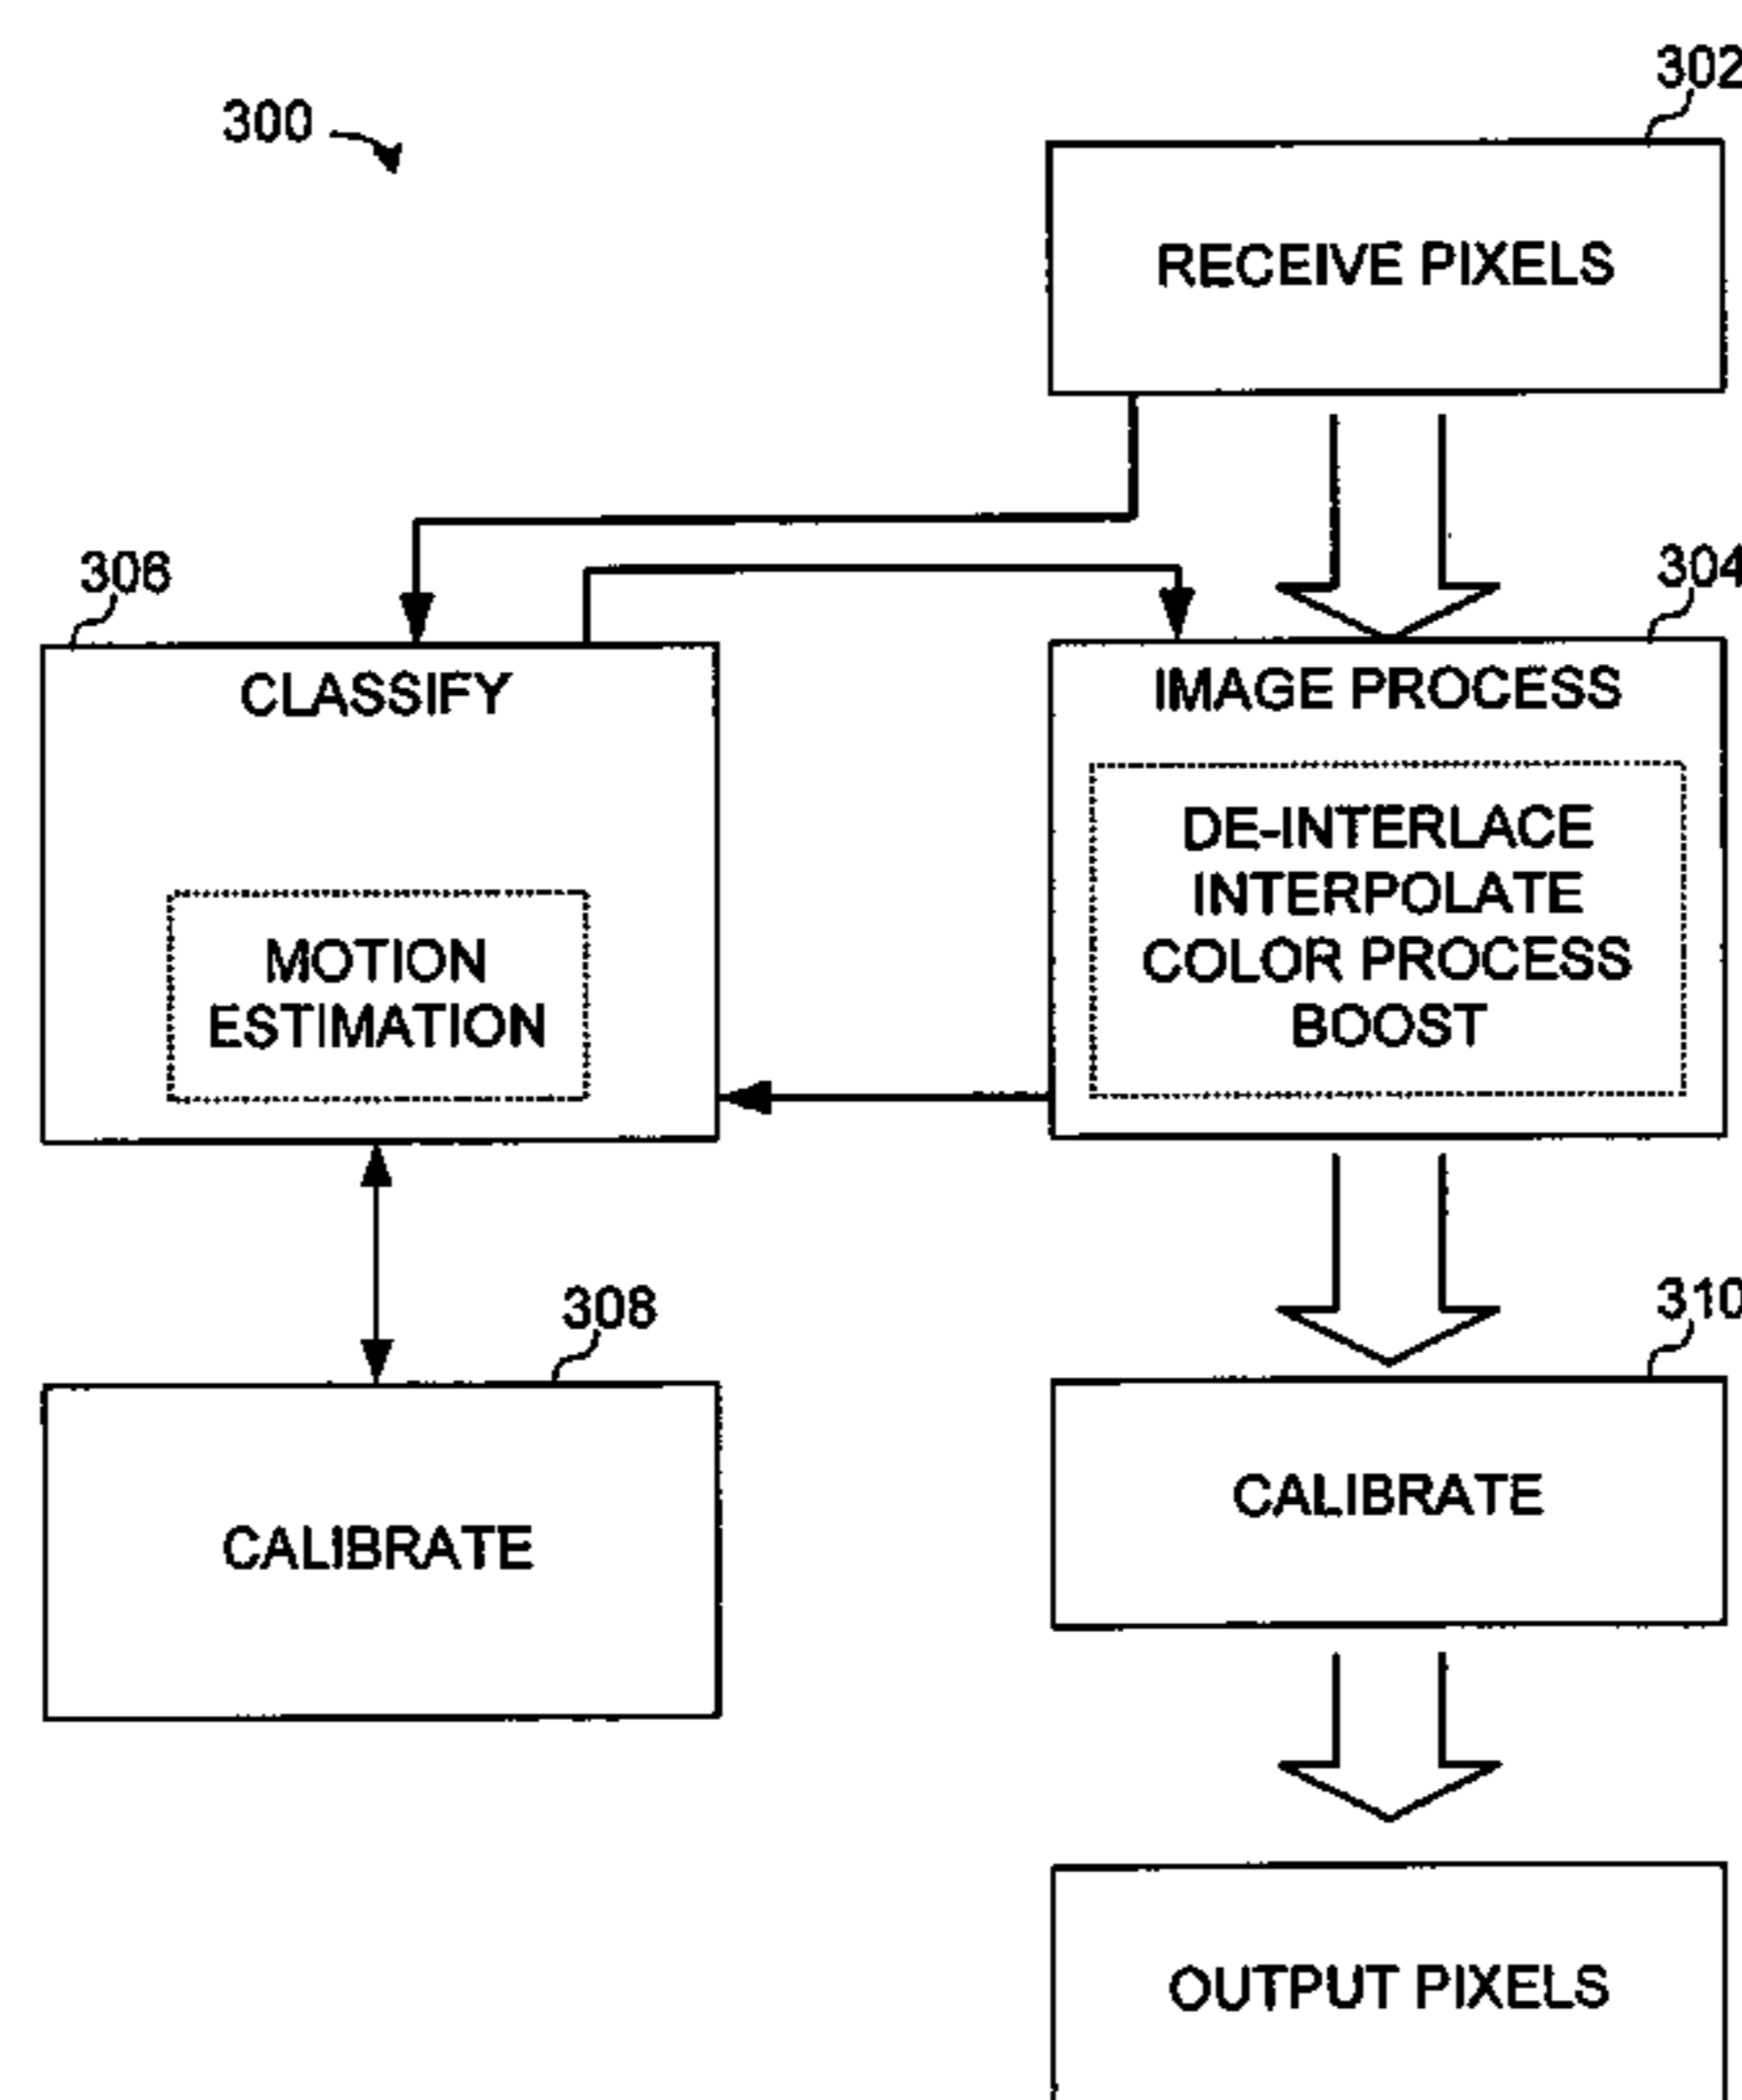 300
302
RECEIVE PIXELS
306
304
CLASSIFY
MOTION
ESTIMATION
IMAGE PROCESS
DE-INTERLACE
INTERPOLATE
COLOR PROCESS
BOOST
308
CALIBRATE
310
CALIBRATE
OUTPUT PIXELS